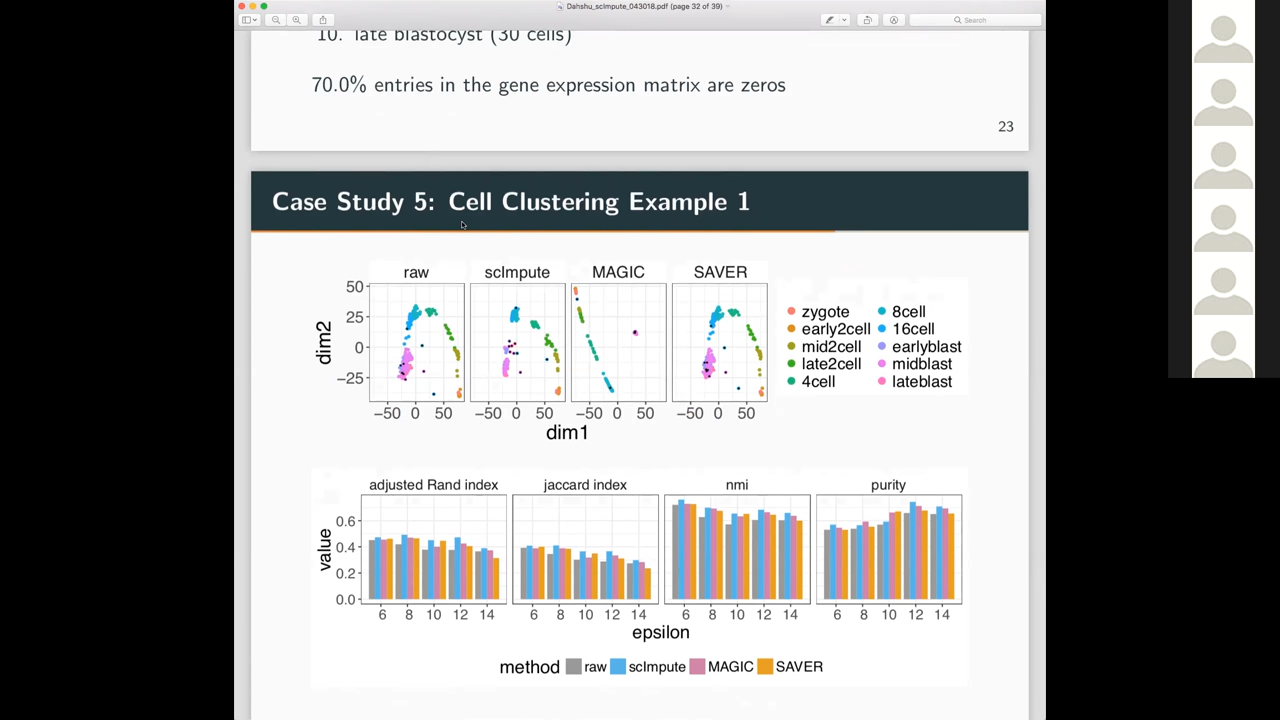 Dahshu_scImpute_043018.pdf (page 32 of 39)
Search
10. late blastocyst (30 cells)
70.0% entries in the gene expression matrix are zeros
23
Case Study 5: Cell Clustering Example 1
raw scImpute MAGIC SAVER
50
25
0
−25
dim2
−50 0 50 −50 0 50 −50 0 50 −50 0 50
dim1
zygote 8cell
early2cell 16cell
mid2cell earlyblast
late2cell midblast
4cell lateblast
adjusted Rand index jaccard index nmi purity
0.6
0.4
0.2
0.0
value
6 8 10 12 14 6 8 10 12 14 6 8 10 12 14 6 8 10 12 14
epsilon
method raw scImpute MAGIC SAVER